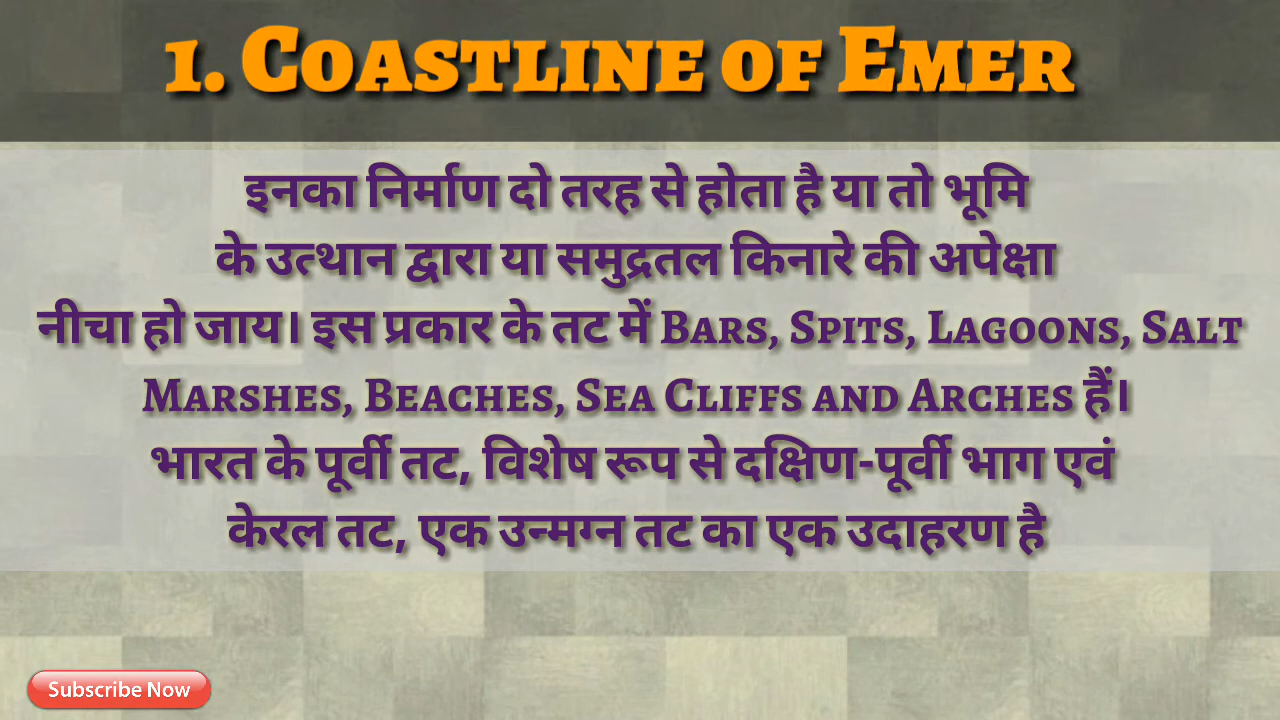 1. Coastline of Emer
इनका निर्माण दो तरह से होता है या तो भूमि
के उत्थान द्वारा या समुद्रतल किनारे की अपेक्षा
नीचा हो जाय। इस प्रकार के तट में Bars, Spits, Lagoons, Salt
Marshes, Beaches, Sea Cliffs and Arches हैं।
भारत के पूर्वी तट, विशेष रूप से दक्षिण-पूर्वी भाग एवं
केरल तट, एक उन्मग्न तट का एक उदाहरण है
Subscribe Now